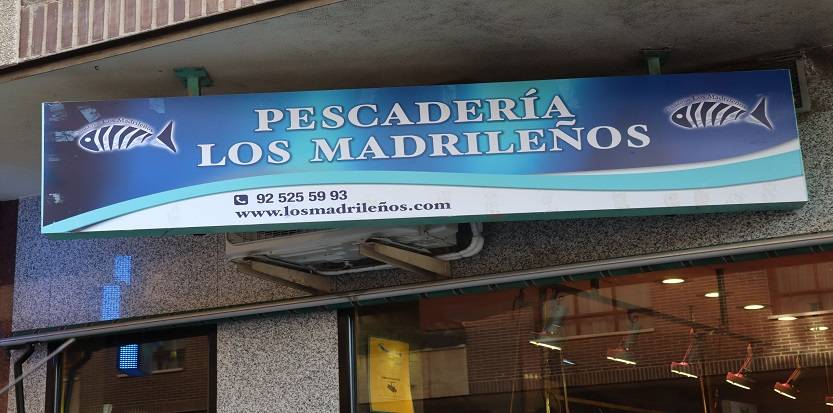 PESCADERÍA
LOS MADRILEÑOS
92 525 59 93
www.losmadrileños.com